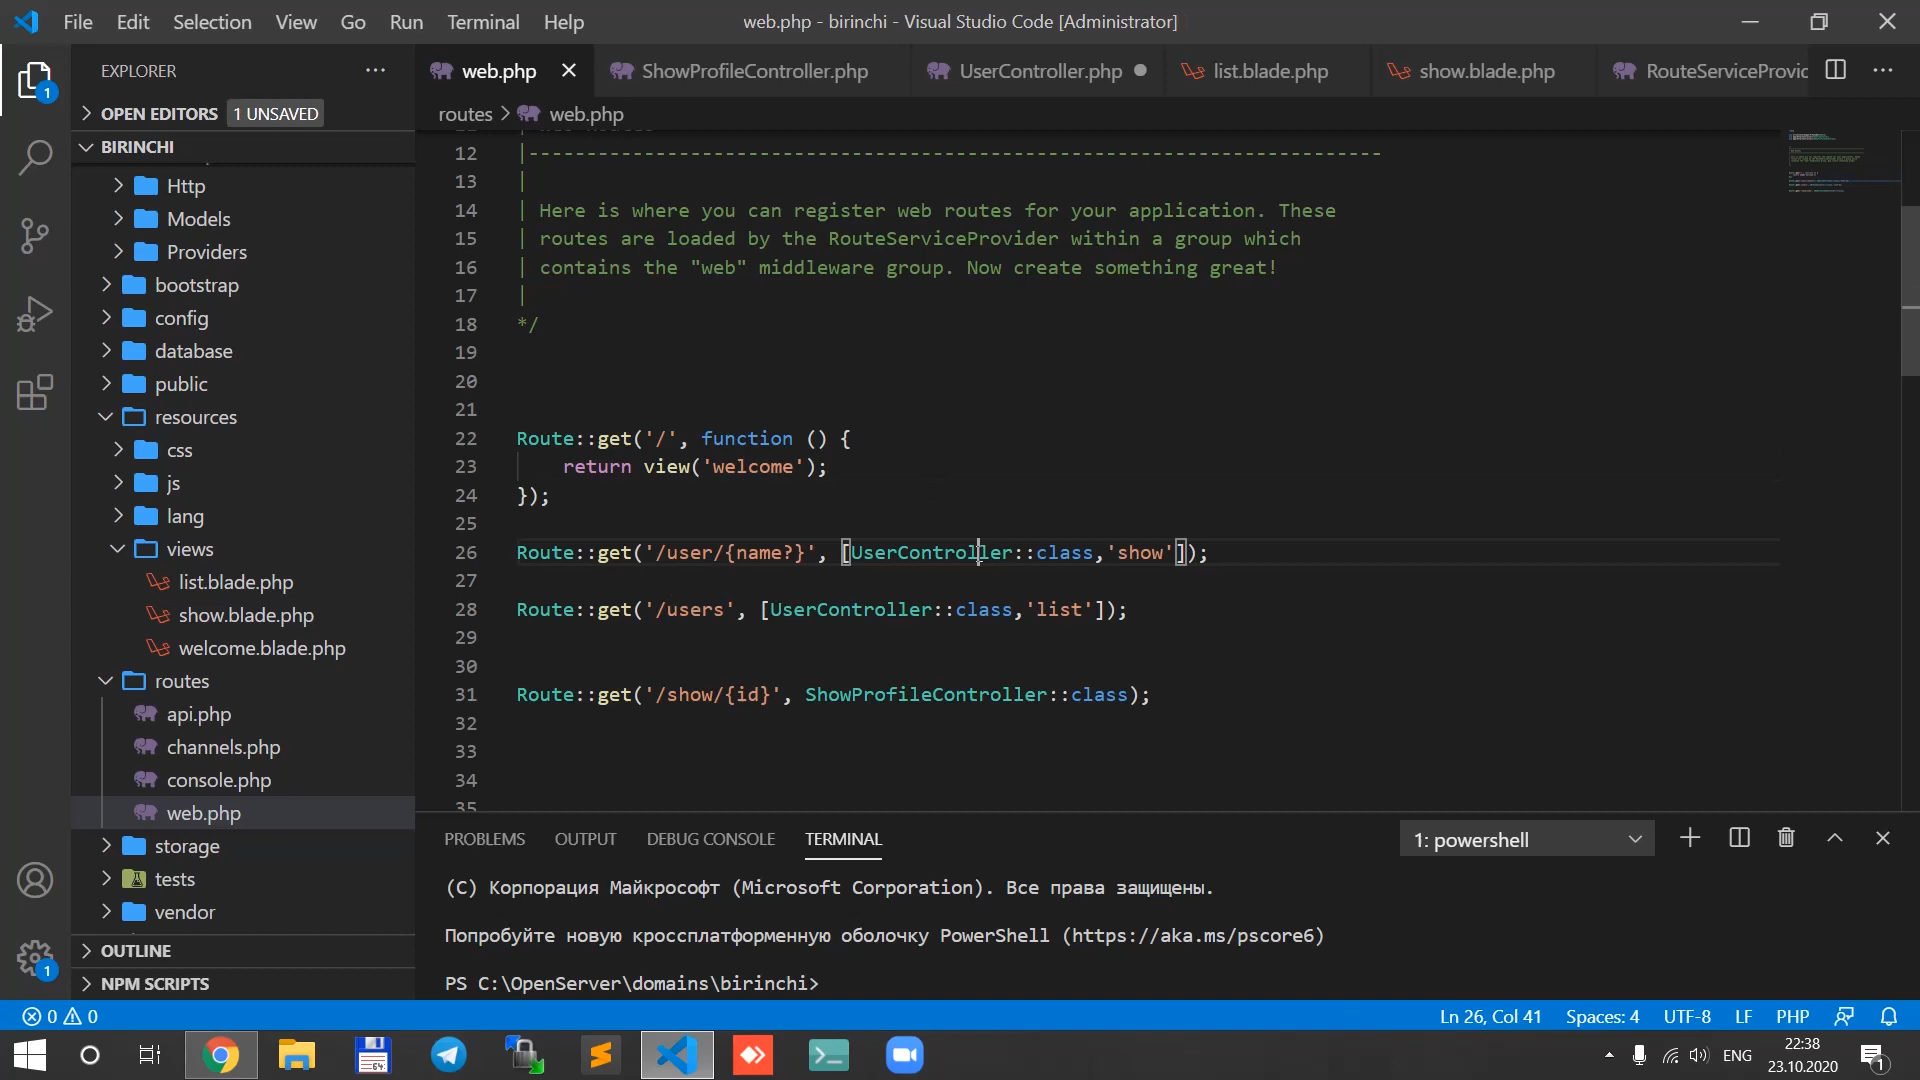 File Edit Selection View Go Run Terminal Help
web.php - birinchi - Visual Studio Code [Administrator]
EXPLORER
web.php
ShowProfileController.php
UserController.php
list.blade.php
show.blade.php
RouteServiceProvic
OPEN EDITORS 1 UNSAVED
routes > web.php
BIRINCHI
Http
Models
Providers
bootstrap
config
database
public
resources
css
js
lang
views
list.blade.php
show.blade.php
welcome.blade.php
routes
api.php
channels.php
console.php
web.php
storage
tests
vendor
OUTLINE
NPM SCRIPTS
12 |--------------------------------------------------------------------------
13 |
14 | Here is where you can register web routes for your application. These
15 | routes are loaded by the RouteServiceProvider within a group which
16 | contains the "web" middleware group. Now create something great!
17 |
18 */
19
20
21
22 Route::get('/', function () {
23 return view('welcome');
24 });
25
26 Route::get('/user/{name?}', [UserController::class,'show']);
27
28 Route::get('/users', [UserController::class,'list']);
29
30
31 Route::get('/show/{id}', ShowProfileController::class);
32
33
34
35
PROBLEMS OUTPUT DEBUG CONSOLE TERMINAL
1: powershell
(C) Корпорация Майкрософт (Microsoft Corporation). Все права защищены.
Попробуйте новую кроссплатформенную оболочку PowerShell (https://aka.ms/pscore6)
PS C:\OpenServer\domains\birinchi>
1
1
0 0
Ln 26, Col 41 Spaces: 4 UTF-8 LF PHP
64
ENG
22:38
23.10.2020
1